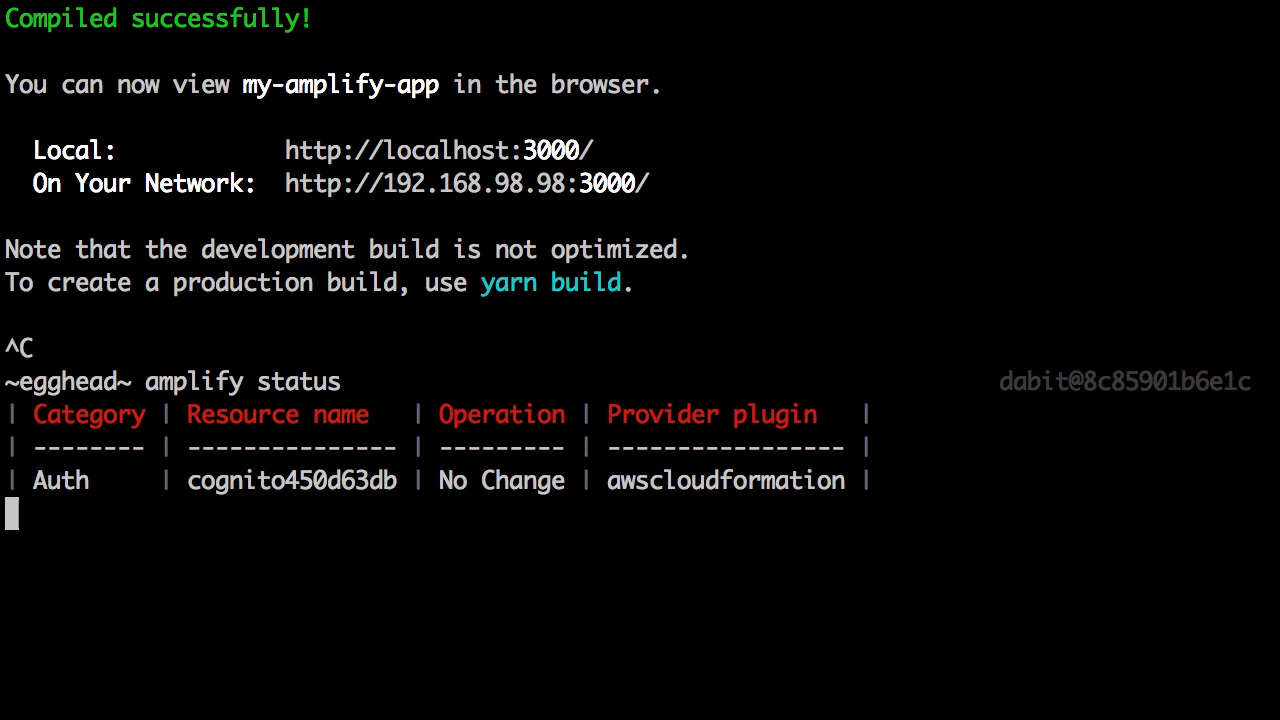 Compiled successfully!
You can now view my-amplify-app in the browser.
Local: http://localhost:3000/
On Your Network: http://192.168.98.98:3000/
Note that the development build is not optimized.
To create a production build, use yarn build.
^C
~egghead~ amplify status dabit@8c85901b6e1c
| Category | Resource name | Operation | Provider plugin |
| -------- | --------------- | --------- | ----------------- |
| Auth | cognito450d63db | No Change | awscloudformation |